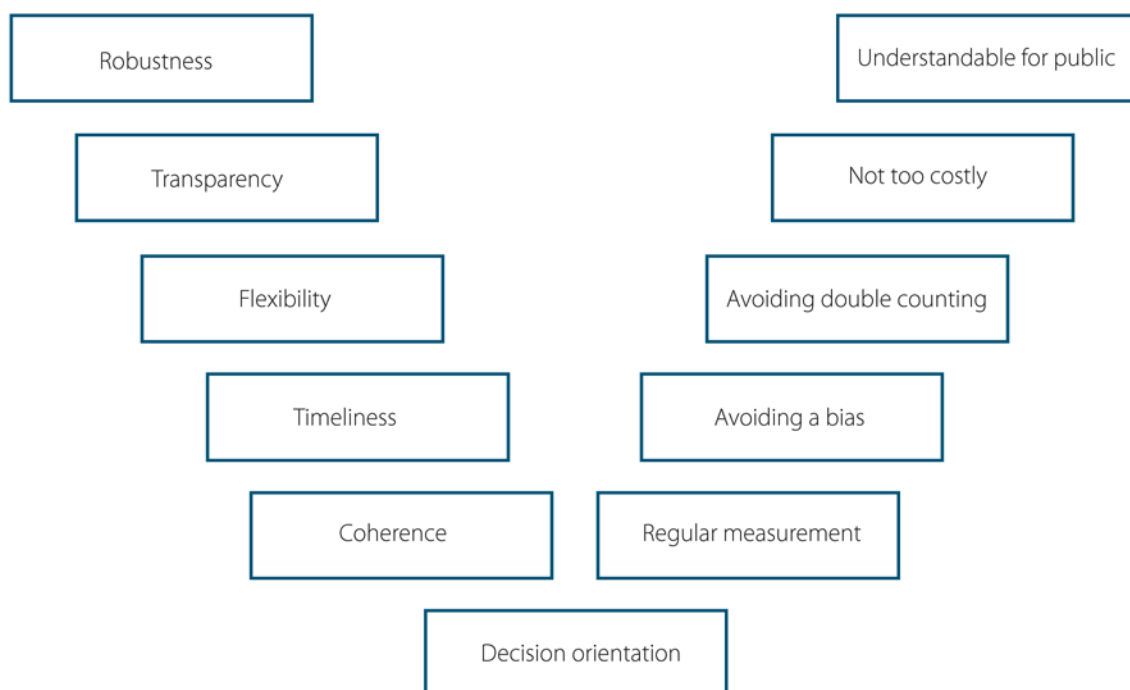 Robustness
Understandable for public
Transparency
Not too costly
Flexibility
Avoiding double counting
Timeliness
Avoiding a bias
Coherence
Regular measurement
Decision orientation